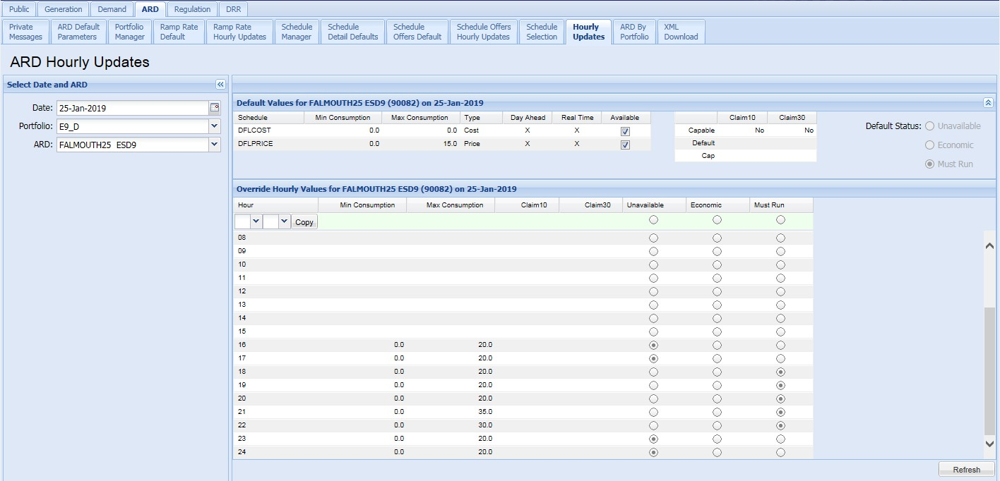 Public Generation Demand ARD Regulation DRR
Private Messages ARD Default Parameters Portfolio Manager Ramp Rate Default Ramp Rate Hourly Updates Schedule Manager Schedule Detail Defaults Schedule Offers Default Schedule Offers Hourly Updates Schedule Selection Hourly Updates ARD By Portfolio XML Download
ARD Hourly Updates
Select Date and ARD
Date: 25-Jan-2019
Portfolio: E9_D
ARD: FALMOUTH25 ESD9
Default Values for FALMOUTH25 ESD9 (90082) on 25-Jan-2019
Schedule Min Consumption Max Consumption Type Day Ahead Real Time Available
DFLCOST 0.0 0.0 Cost X X
DFLPRICE 0.0 15.0 Price X X
Claim10 Claim30
Capable No No
Default
Cap
Default Status: Unavailable
Economic
Must Run
Override Hourly Values for FALMOUTH25 ESD9 (90082) on 25-Jan-2019
Hour Min Consumption Max Consumption Claim10 Claim30 Unavailable Economic Must Run
Copy
08
09
10
11
12
13
14
15
16 0.0 20.0
17 0.0 20.0
18 0.0 20.0
19 0.0 20.0
20 0.0 20.0
21 0.0 35.0
22 0.0 30.0
23 0.0 20.0
24 0.0 20.0
Refresh